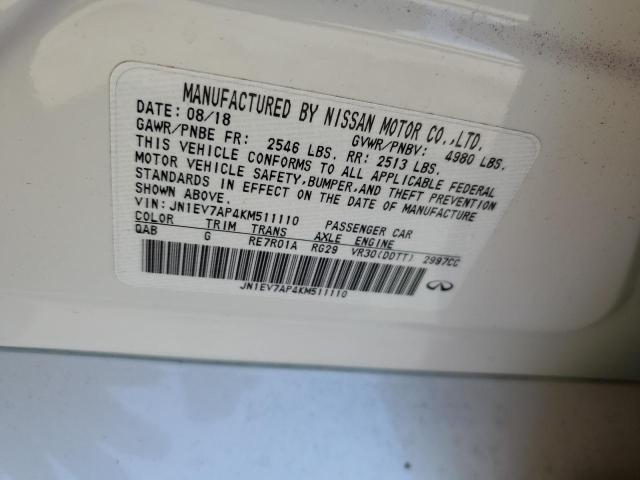 MANUFACTURED BY NISSAN MOTOR CO.,LTD.
DATE: 08/18 GVWR/PNBV: 4980 LBS.
GAWR/PNBE FR: 2546 LBS. RR: 2513 LBS.
THIS VEHICLE CONFORMS TO ALL APPLICABLE FEDERAL
MOTOR VEHICLE SAFETY,BUMPER,AND THEFT PREVENTION
STANDARDS IN EFFECT ON THE DATE OF MANUFACTURE
SHOWN ABOVE.
VIN: JN1EV7AP4KM511110 PASSENGER CAR
COLOR TRIM TRANS AXLE ENGINE
QAB G RE7R01A RG29 VR30(DDTT) 2997CC
JN1EV7AP4KM511110